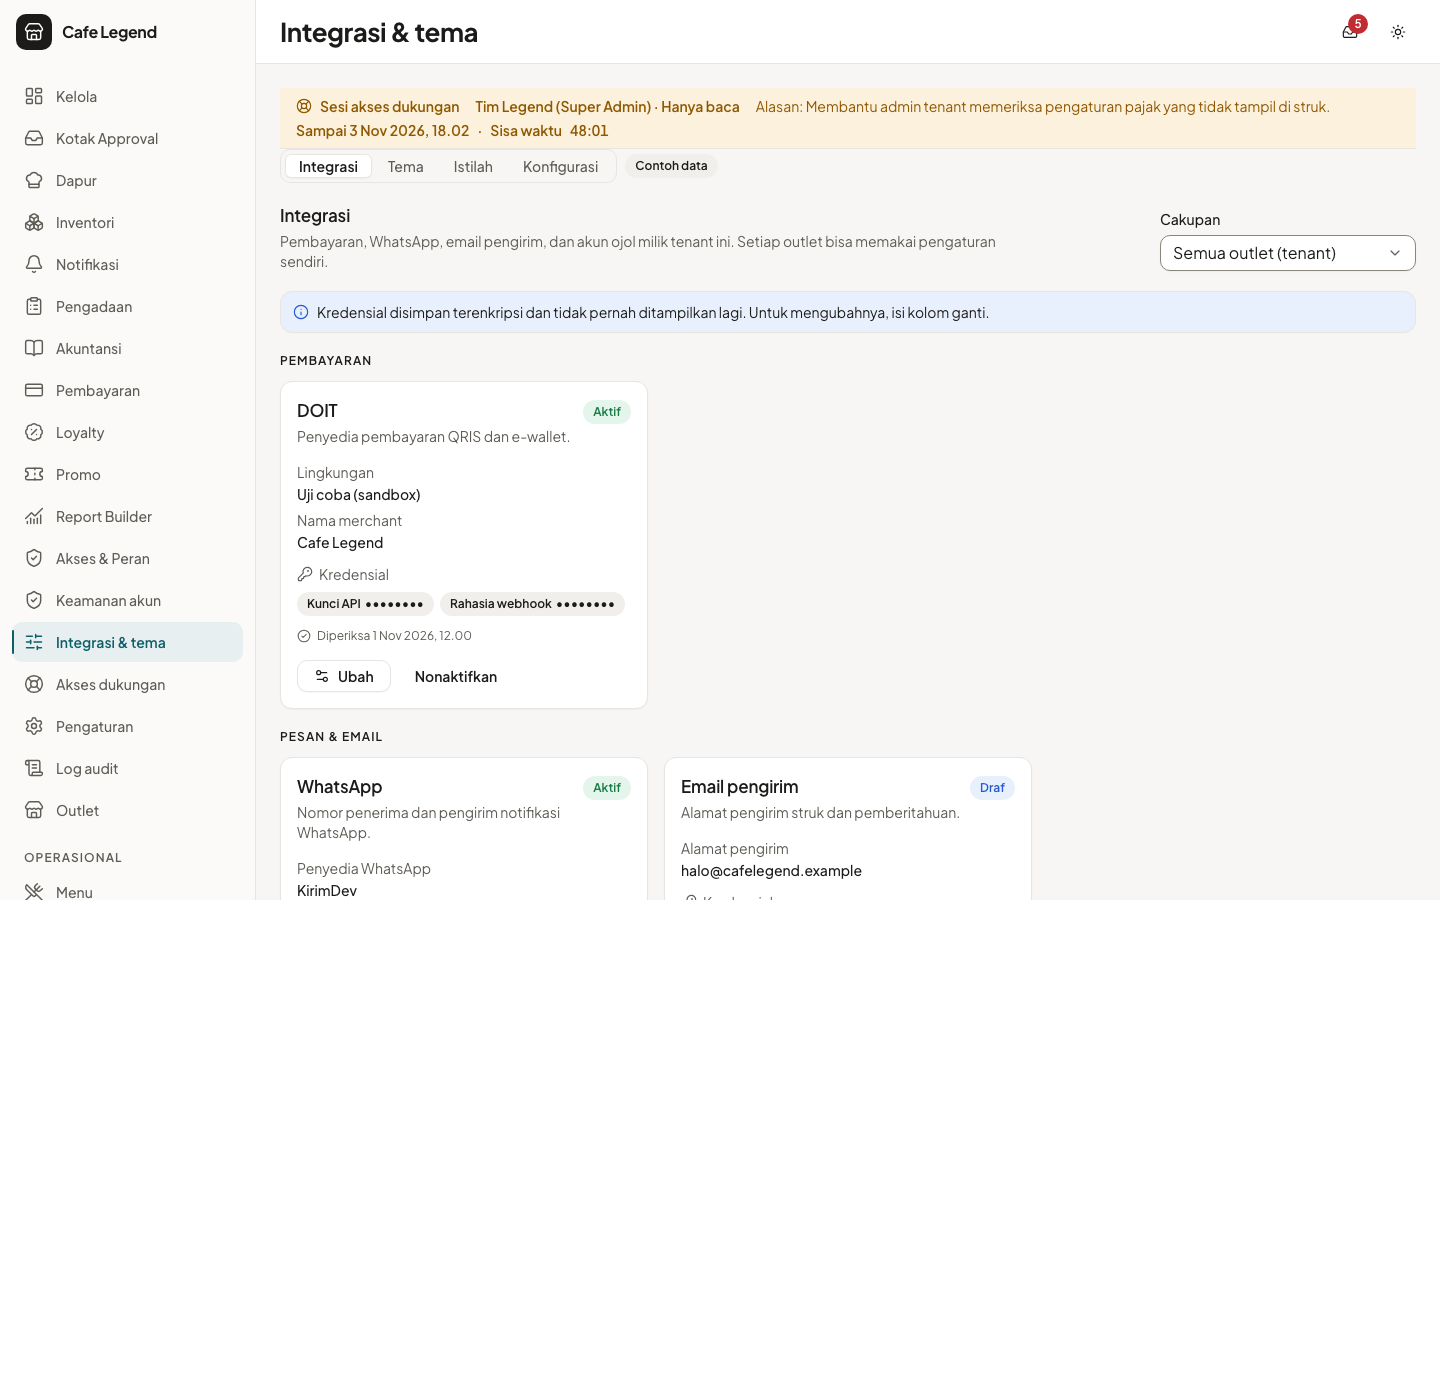 Cafe Legend
Integrasi & tema
5
Kelola
Kotak Approval
Dapur
Inventori
Notifikasi
Pengadaan
Akuntansi
Pembayaran
Loyalty
Promo
Report Builder
Akses & Peran
Keamanan akun
Integrasi & tema
Akses dukungan
Pengaturan
Log audit
Outlet
OPERASIONAL
Menu
Sesi akses dukungan Tim Legend (Super Admin) · Hanya baca Alasan: Membantu admin tenant memeriksa pengaturan pajak yang tidak tampil di struk.
Sampai 3 Nov 2026, 18.02 · Sisa waktu 48:01
Integrasi Tema Istilah Konfigurasi Contoh data
Integrasi
Pembayaran, WhatsApp, email pengirim, dan akun ojol milik tenant ini. Setiap outlet bisa memakai pengaturan
sendiri.
Cakupan
Semua outlet (tenant)
Kredensial disimpan terenkripsi dan tidak pernah ditampilkan lagi. Untuk mengubahnya, isi kolom ganti.
PEMBAYARAN
DOIT Aktif
Penyedia pembayaran QRIS dan e-wallet.
Lingkungan
Uji coba (sandbox)
Nama merchant
Cafe Legend
Kredensial
Kunci API •••••••• Rahasia webhook ••••••••
Diperiksa 1 Nov 2026, 12.00
Ubah Nonaktifkan
PESAN & EMAIL
WhatsApp Aktif
Nomor penerima dan pengirim notifikasi
WhatsApp.
Penyedia WhatsApp
KirimDev
Email pengirim Draf
Alamat pengirim struk dan pemberitahuan.
Alamat pengirim
halo@cafelegend.example